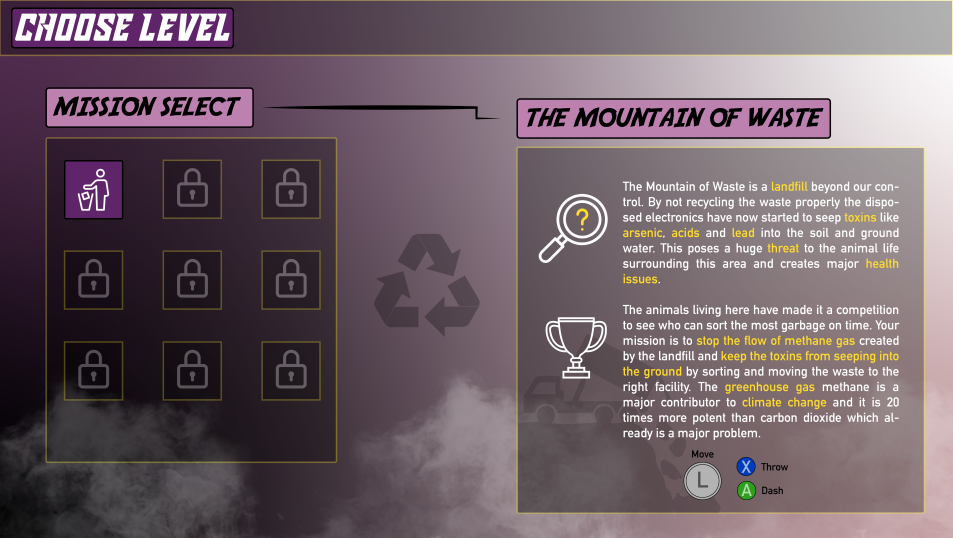 CHOOSE LEVEL
MISSION SELECT
THE MOUNTAIN OF WASTE
?
The Mountain of Waste is a landfill beyond our con-
trol. By not recycling the waste properly the dispo-
sed electronics have now started to seep toxins like
arsenic, acids and lead into the soil and ground
water. This poses a huge threat to the animal life
surrounding this area and creates major health
issues.
The animals living here have made it a competition
to see who can sort the most garbage on time. Your
mission is to stop the flow of methane gas created
by the landfill and keep the toxins from seeping into
the ground by sorting and moving the waste to the
right facility. The greenhouse gas methane is a
major contributor to climate change and it is 20
times more potent than carbon dioxide which al-
ready is a major problem.
Move
L
X Throw
A Dash